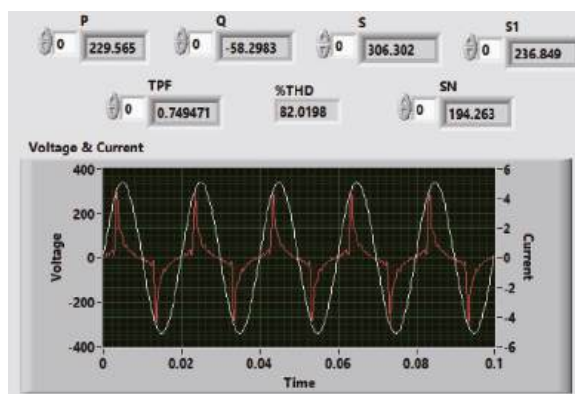 P Q S S1
0 229.565 0 -58.2983 0 306.302 0 236.849
TPF %THD SN
0 0.749471 82.0198 0 194.263
Voltage & Current
400 6
200 4
2
0 0
-2
-200 -4
-400 -6
Voltage
Current
0 0.02 0.04 0.06 0.08 0.1
Time